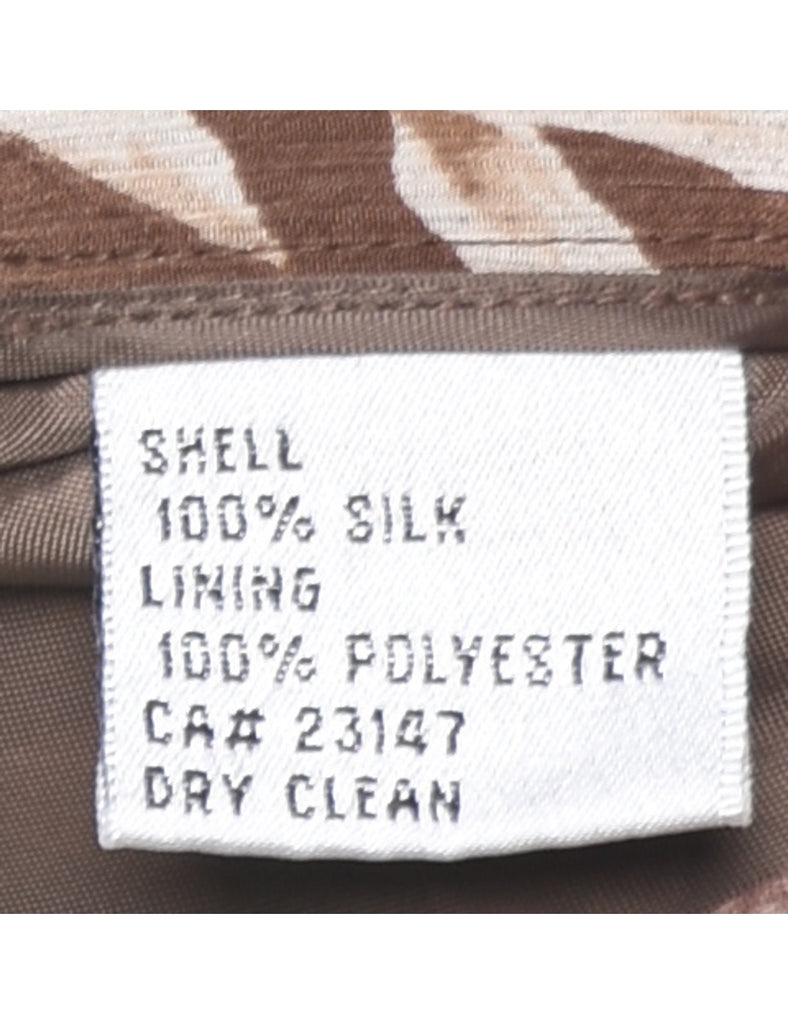 SHELL
100% SILK
LINING
100% POLYESTER
CA# 23147
DRY CLEAN